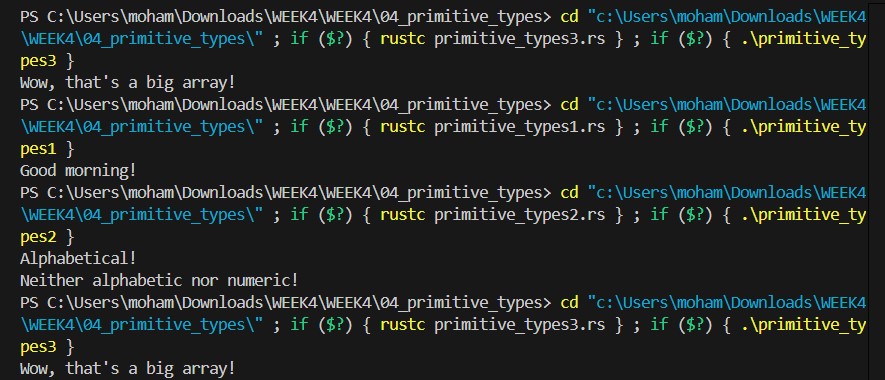 PS C:\Users\moham\Downloads\WEEK4\WEEK4\04_primitive_types> cd "c:\Users\moham\Downloads\WEEK4
\WEEK4\04_primitive_types\" ; if ($?) { rustc primitive_types3.rs } ; if ($?) { .\primitive_ty
pes3 }
Wow, that's a big array!
PS C:\Users\moham\Downloads\WEEK4\WEEK4\04_primitive_types> cd "c:\Users\moham\Downloads\WEEK4
\WEEK4\04_primitive_types\" ; if ($?) { rustc primitive_types1.rs } ; if ($?) { .\primitive_ty
pes1 }
Good morning!
PS C:\Users\moham\Downloads\WEEK4\WEEK4\04_primitive_types> cd "c:\Users\moham\Downloads\WEEK4
\WEEK4\04_primitive_types\" ; if ($?) { rustc primitive_types2.rs } ; if ($?) { .\primitive_ty
pes2 }
Alphabetical!
Neither alphabetic nor numeric!
PS C:\Users\moham\Downloads\WEEK4\WEEK4\04_primitive_types> cd "c:\Users\moham\Downloads\WEEK4
\WEEK4\04_primitive_types\" ; if ($?) { rustc primitive_types3.rs } ; if ($?) { .\primitive_ty
pes3 }
Wow, that's a big array!